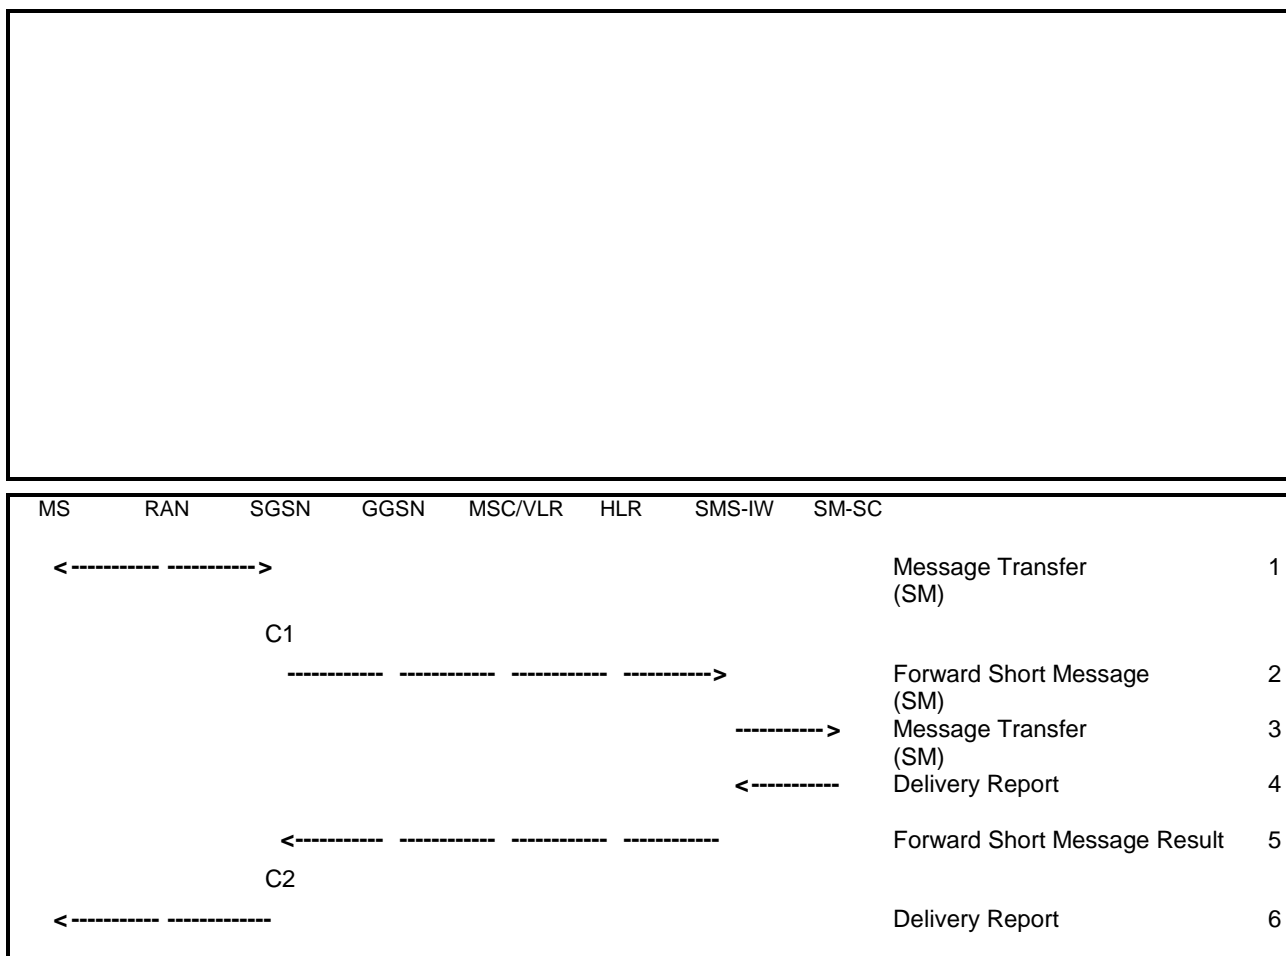 MS RAN SGSN GGSN MSC/VLR HLR SMS-IW SM-SC
Message Transfer 1
(SM)
C1
Forward Short Message 2
(SM)
Message Transfer 3
(SM)
Delivery Report 4
Forward Short Message Result 5
C2
Delivery Report 6